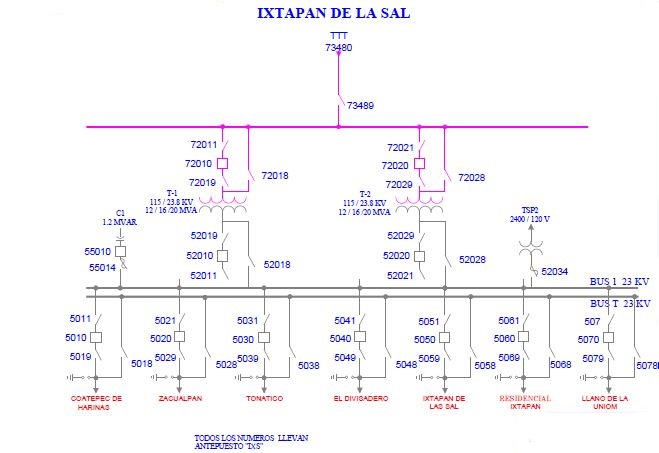 IXTAPAN DE LA SAL
TTT
73480
73489
72011
72010
72019
72018
72021
72020
72029
72028
T-1
115 / 23.8 KV
12 / 16 /20 MVA
T-2
115 / 23.8 KV
12 / 16 /20 MVA
C1
1.2 MVAR
TSP2
2400 / 120 V
55010
55014
52019
52010
52011
52018
52029
52020
52021
52028
52034
BUS 1 23 KV
BUS T 23 KV
5011
5010
5019
5018
5021
5020
5029
5028
5031
5030
5039
5038
5041
5040
5049
5048
5051
5050
5059
5058
5061
5060
5069
5068
507
5070
5079
5078
COATEPEC DE
HARINAS
ZACUALPAN
TONATICO
EL DIVISADERO
IXTAPAN DE
LAS SAL
RESIDENCIAL
IXTAPAN
LLANO DE LA
UNIOM
TODOS LOS NUMEROS LLEVAN
ANTEPUESTO "IXS"